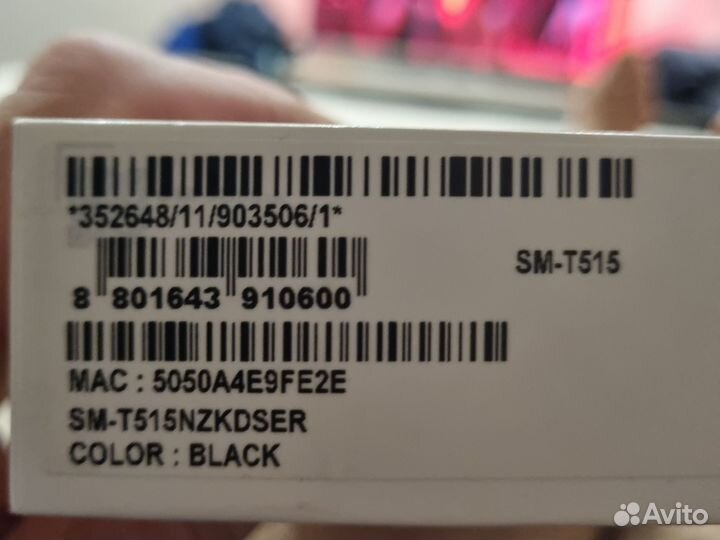 *352648/11/903506/1*
SM-T515
8 801643 910600
MAC : 5050A4E9FE2E
SM-T515NZKDSER
COLOR : BLACK
Avito